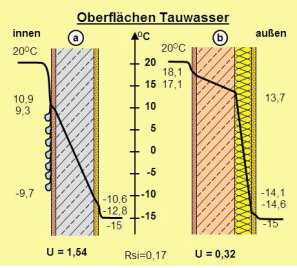 Oberflächen Tauwasser
innen
a
°C
b
außen
20°C
20°C
20
15
10
5
0
-5
-10
-15
10,9
9,3
-9,7
-10,6
-12,8
-15
18,1
17,1
13,7
-14,1
-14,6
-15
U = 1,54
Rsi=0,17
U = 0,32